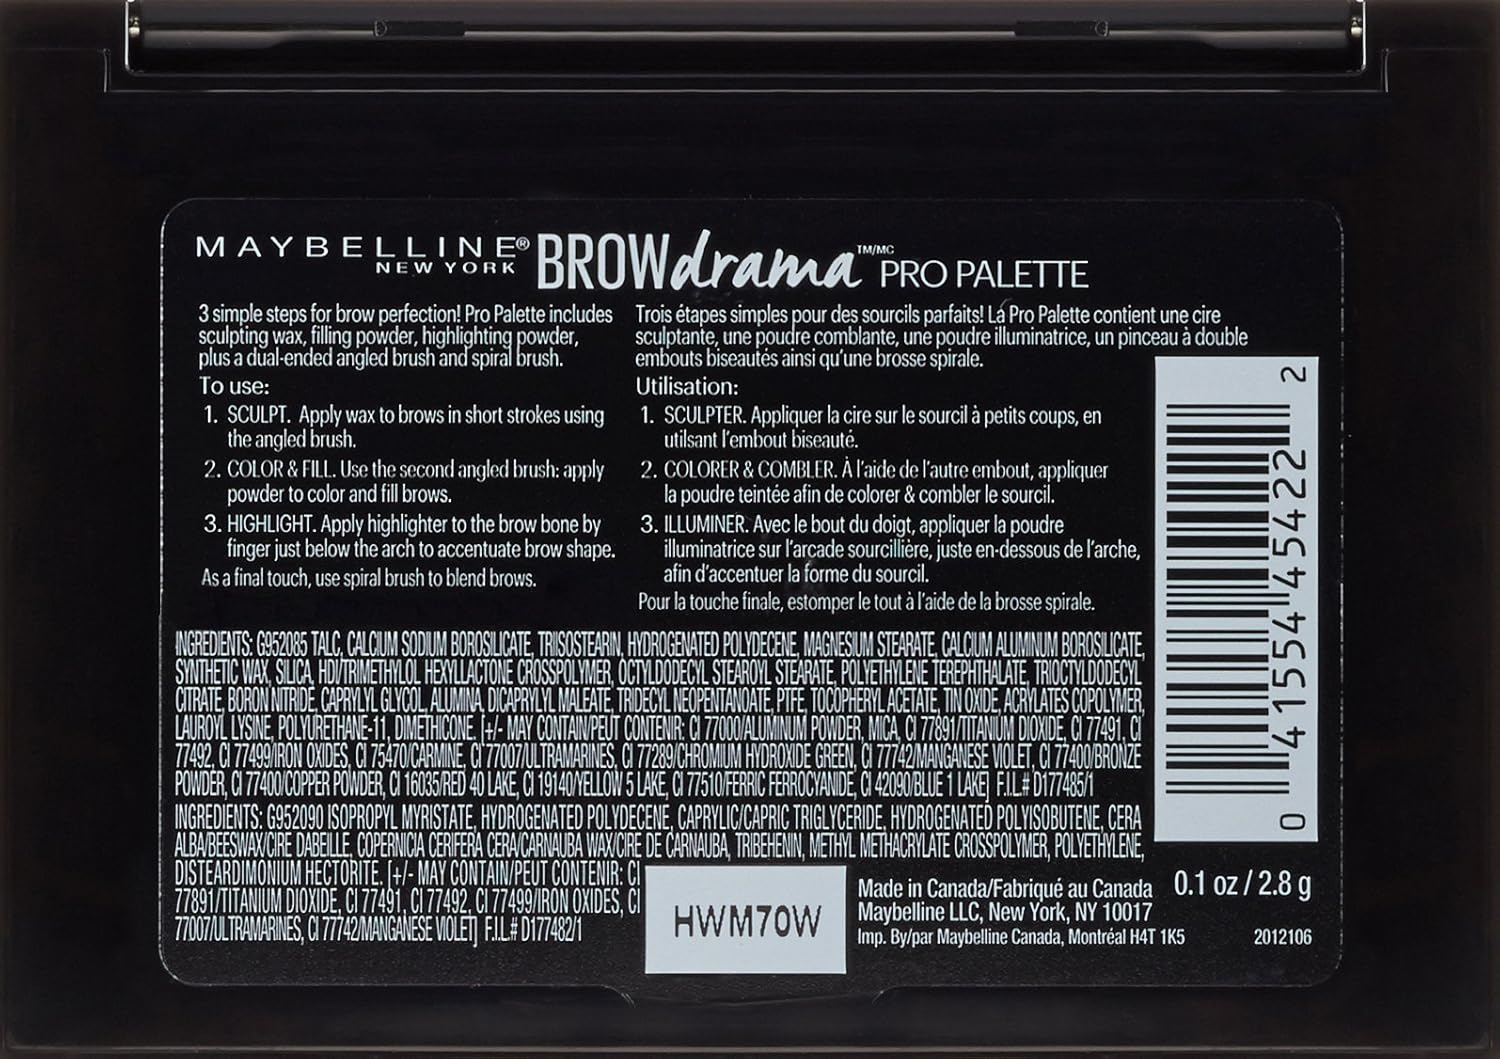 MAYBELLINE®
NEW YORK
BROWdrama™/MC PRO PALETTE
3 simple steps for brow perfection! Pro Palette includes
sculpting wax, filling powder, highlighting powder,
plus a dual-ended angled brush and spiral brush.
To use:
1. SCULPT. Apply wax to brows in short strokes using
the angled brush.
2. COLOR & FILL. Use the second angled brush: apply
powder to color and fill brows.
3. HIGHLIGHT. Apply highlighter to the brow bone by
finger just below the arch to accentuate brow shape.
As a final touch, use spiral brush to blend brows.
Trois étapes simples pour des sourcils parfaits! Lá Pro Palette contient une cire
sculptante, une poudre comblante, une poudre illuminatrice, un pinceau à double
embouts biseautés ainsi qu'une brosse spirale.
Utilisation:
1. SCULPTER. Appliquer la cire sur le sourcil à petits coups, en
utilsant l'embout biseauté.
2. COLORER & COMBLER. À l'aide de l'autre embout, appliquer
la poudre teintée afin de colorer & combler le sourcil.
3. ILLUMINER. Avec le bout du doigt, appliquer la poudre
illuminatrice sur l'arcade sourcillière, juste en-dessous de l'arche,
afin d'accentuer la forme du sourcil.
Pour la touche finale, estomper le tout à l'aide de la brosse spirale.
0 41554 45422 2
INGREDIENTS: G952085 TALC, CALCIUM SODIUM BOROSILICATE, TRIISOSTEARIN, HYDROGENATED POLYDECENE, MAGNESIUM STEARATE, CALCIUM ALUMINUM BOROSILICATE,
SYNTHETIC WAX, SILICA, HDI/TRIMETHYLOL HEXYLLACTONE CROSSPOLYMER, OCTYLDODECYL STEAROYL STEARATE, POLYETHYLENE TEREPHTHALATE, TRIOCTYLDODECYL
CITRATE, BORON NITRIDE, CAPRYLYL GLYCOL, ALUMINA, DICAPRYLYL MALEATE, TRIDECYL NEOPENTANOATE, PTFE, TOCOPHERYL ACETATE, TIN OXIDE, ACRYLATES COPOLYMER,
LAUROYL LYSINE, POLYURETHANE-11, DIMETHICONE. [+/- MAY CONTAIN/PEUT CONTENIR: CI 77000/ALUMINUM POWDER, MICA, CI 77891/TITANIUM DIOXIDE, CI 77491, CI
77492, CI 77499/IRON OXIDES, CI 75470/CARMINE, CI 77007/ULTRAMARINES, CI 77289/CHROMIUM HYDROXIDE GREEN, CI 77742/MANGANESE VIOLET, CI 77400/BRONZE
POWDER, CI 77400/COPPER POWDER, CI 16035/RED 40 LAKE, CI 19140/YELLOW 5 LAKE, CI 77510/FERRIC FERROCYANIDE, CI 42090/BLUE 1 LAKE] F.I.L.# D177485/1
INGREDIENTS: G952090 ISOPROPYL MYRISTATE, HYDROGENATED POLYDECENE, CAPRYLIC/CAPRIC TRIGLYCERIDE, HYDROGENATED POLYISOBUTENE, CERA
ALBA/BEESWAX/CIRE DABEILLE, COPERNICIA CERIFERA CERA/CARNAUBA WAX/CIRE DE CARNAUBA, TRIBEHENIN, METHYL METHACRYLATE CROSSPOLYMER, POLYETHYLENE,
DISTEARDIMONIUM HECTORITE, [+/- MAY CONTAIN/PEUT CONTENIR: CI
77891/TITANIUM DIOXIDE, CI 77491, CI 77492, CI 77499/IRON OXIDES, CI
77007/ULTRAMARINES, CI 77742/MANGANESE VIOLET] F.I.L.# D177482/1
HWM70W
Made in Canada/Fabriqué au Canada
Maybelline LLC, New York, NY 10017
Imp. By/par Maybelline Canada, Montréal H4T 1K5
0.1 oz / 2.8 g
2012106